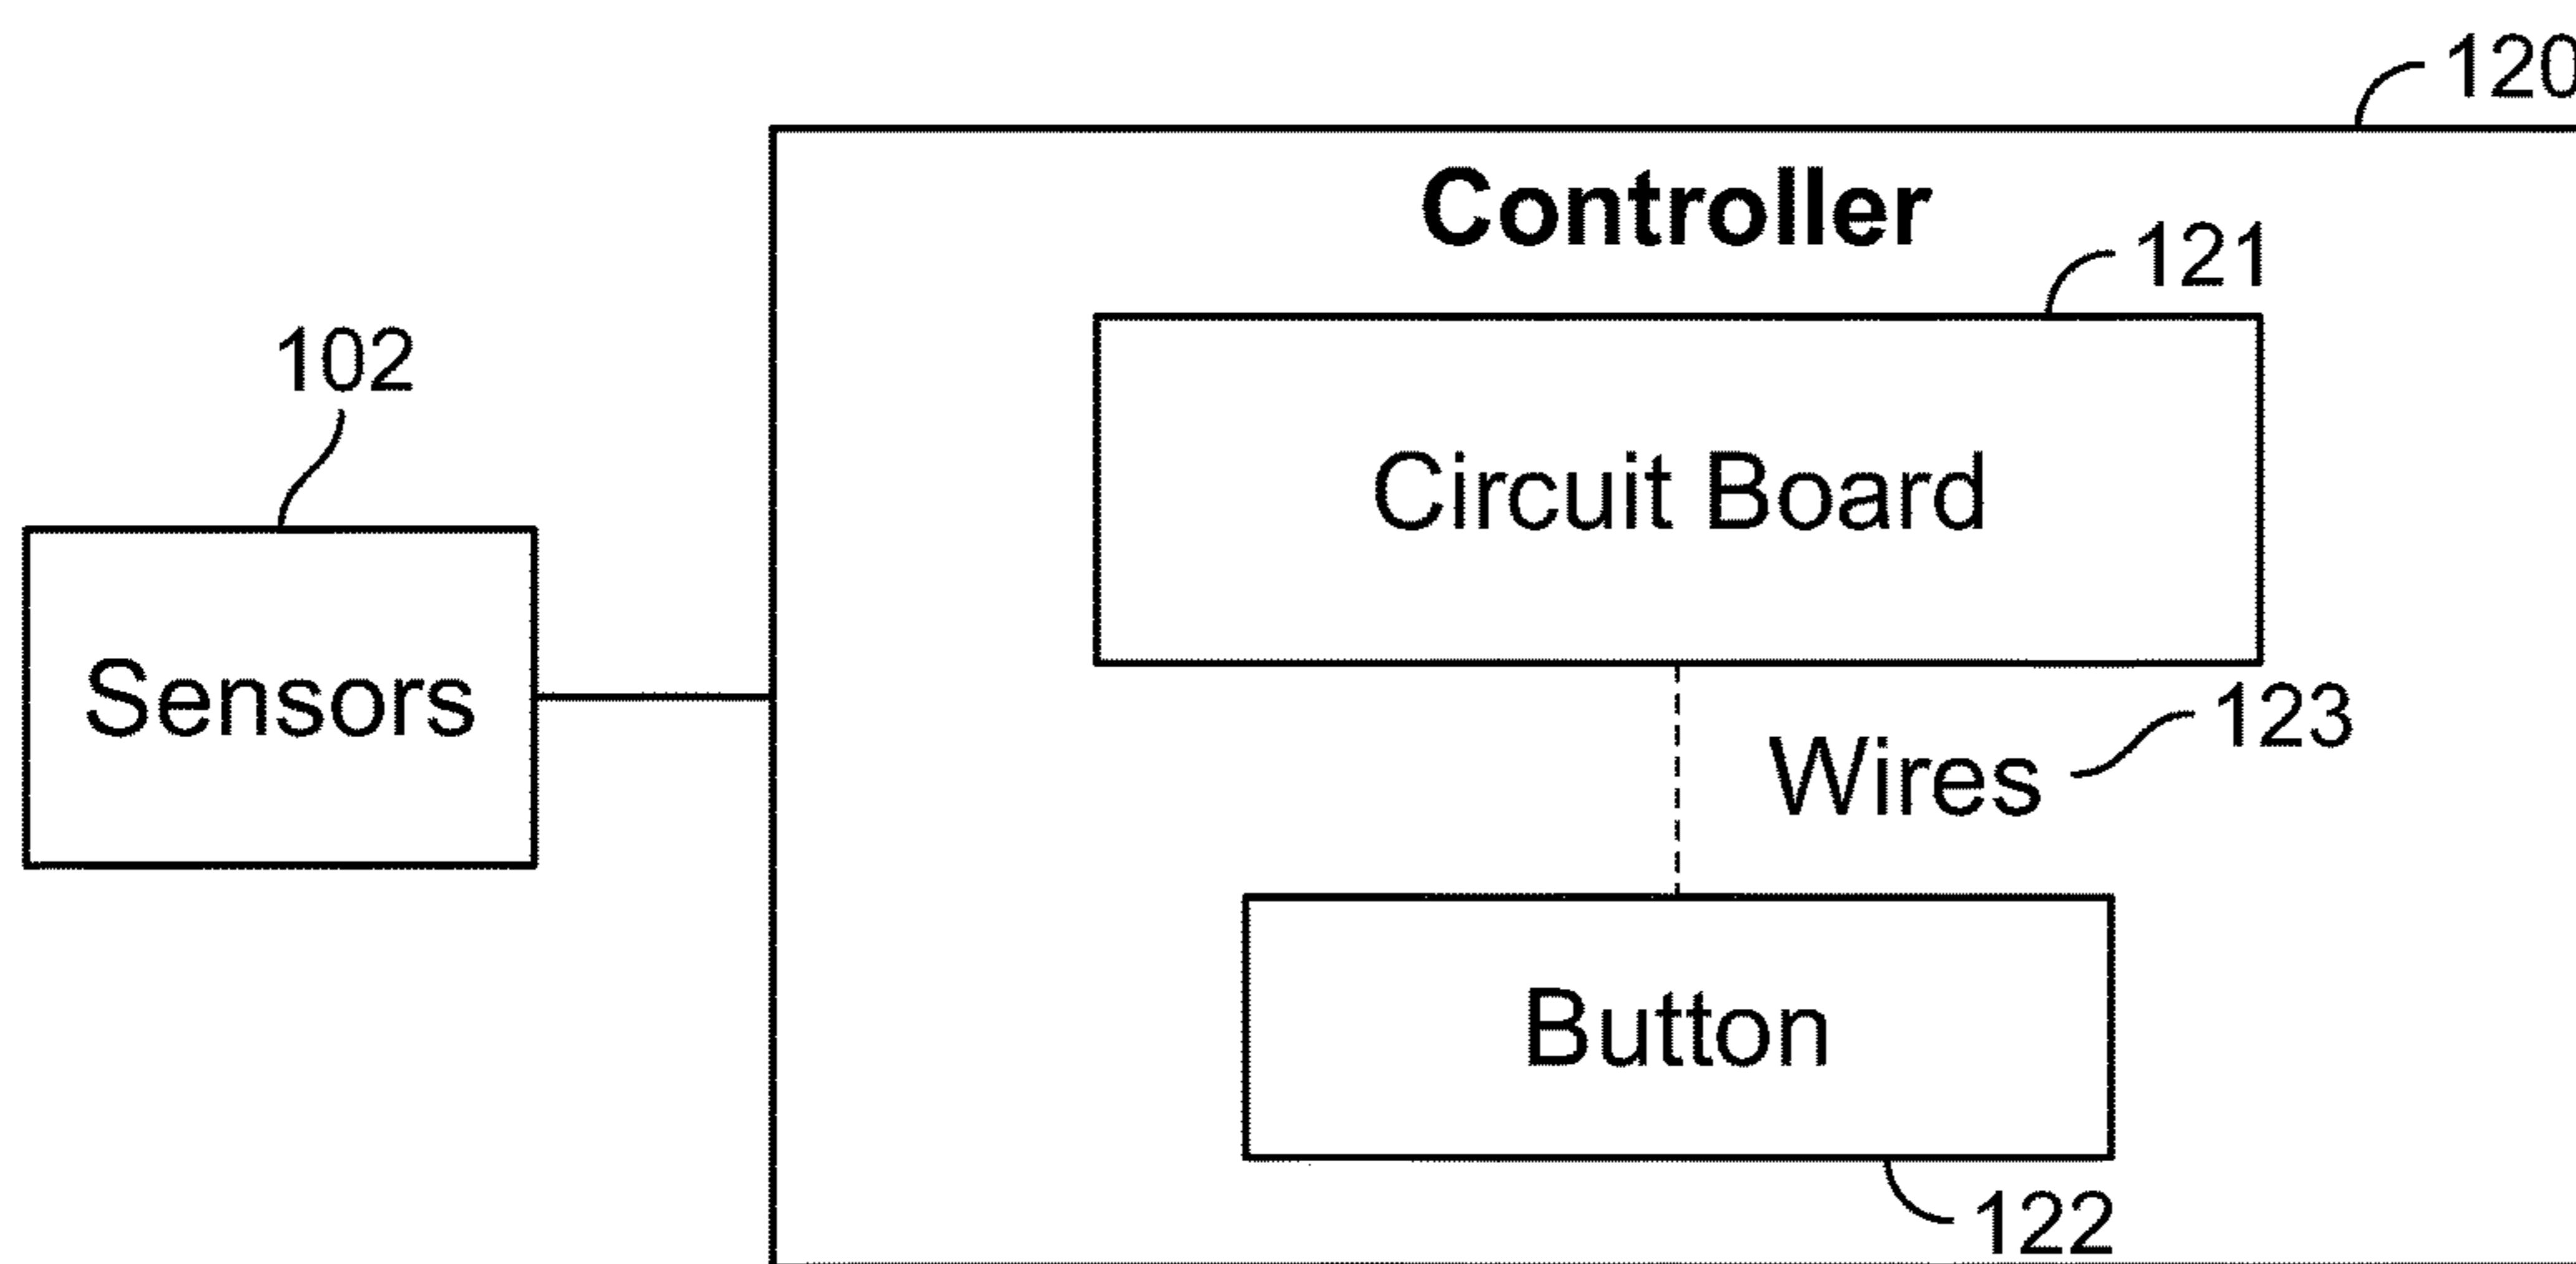 120
Controller
121
102
Circuit Board
Sensors
123
Wires
Button
122